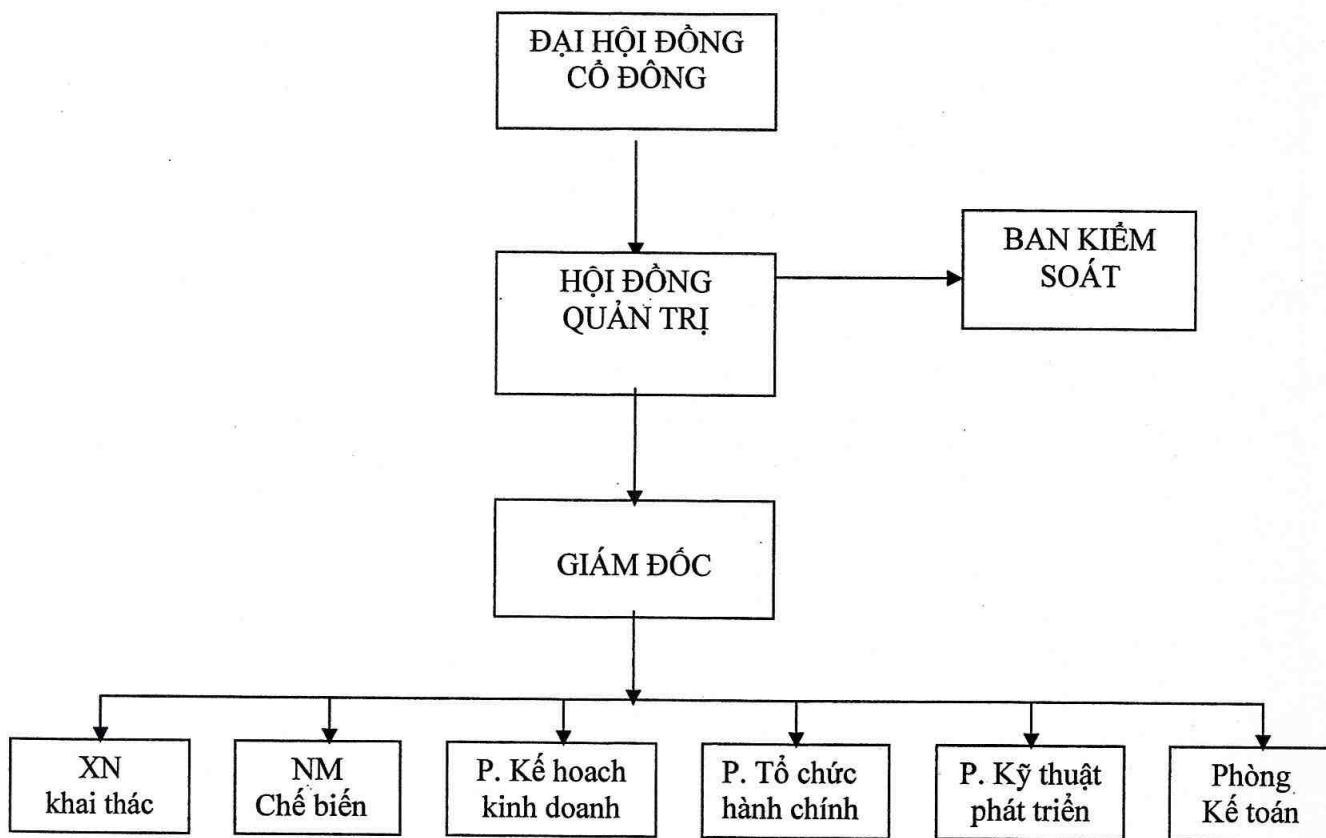 ĐẠI HỘI ĐỒNG
CỔ ĐÔNG
BAN KIỂM
SOÁT
HỘI ĐỒNG
QUẢN TRỊ
GIÁM ĐỐC
XN
khai thác
NM
Chế biến
P. Kế hoach
kinh doanh
P. Tổ chức
hành chính
P. Kỹ thuật
phát triển
Phòng
Kế toán